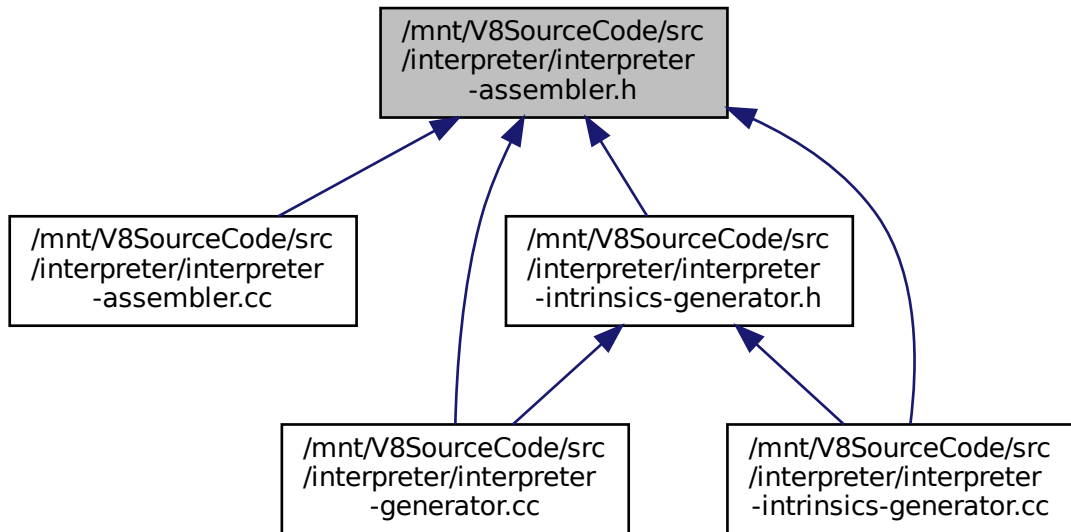 /mnt/V8SourceCode/src
/interpreter/interpreter
-assembler.h
/mnt/V8SourceCode/src
/interpreter/interpreter
-assembler.cc
/mnt/V8SourceCode/src
/interpreter/interpreter
-intrinsics-generator.h
/mnt/V8SourceCode/src
/interpreter/interpreter
-generator.cc
/mnt/V8SourceCode/src
/interpreter/interpreter
-intrinsics-generator.cc